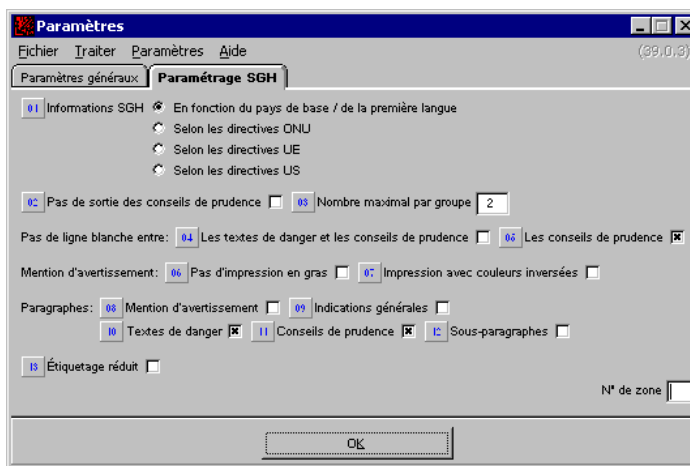 Paramètres
Fichier Traiter Paramètres Aide (39,0,3)
Paramètres généraux Paramétrage SGH
01 Informations SGH En fonction du pays de base / de la première langue
Selon les directives ONU
Selon les directives UE
Selon les directives US
02 Pas de sortie des conseils de prudence 03 Nombre maximal par groupe 2
Pas de ligne blanche entre: 04 Les textes de danger et les conseils de prudence 05 Les conseils de prudence
Mention d'avertissement: 06 Pas d'impression en gras 07 Impression avec couleurs inversées
Paragraphes: 08 Mention d'avertissement 09 Indications générales
10 Textes de danger 11 Conseils de prudence 12 Sous-paragraphes
13 Étiquetage réduit
N° de zone
OK